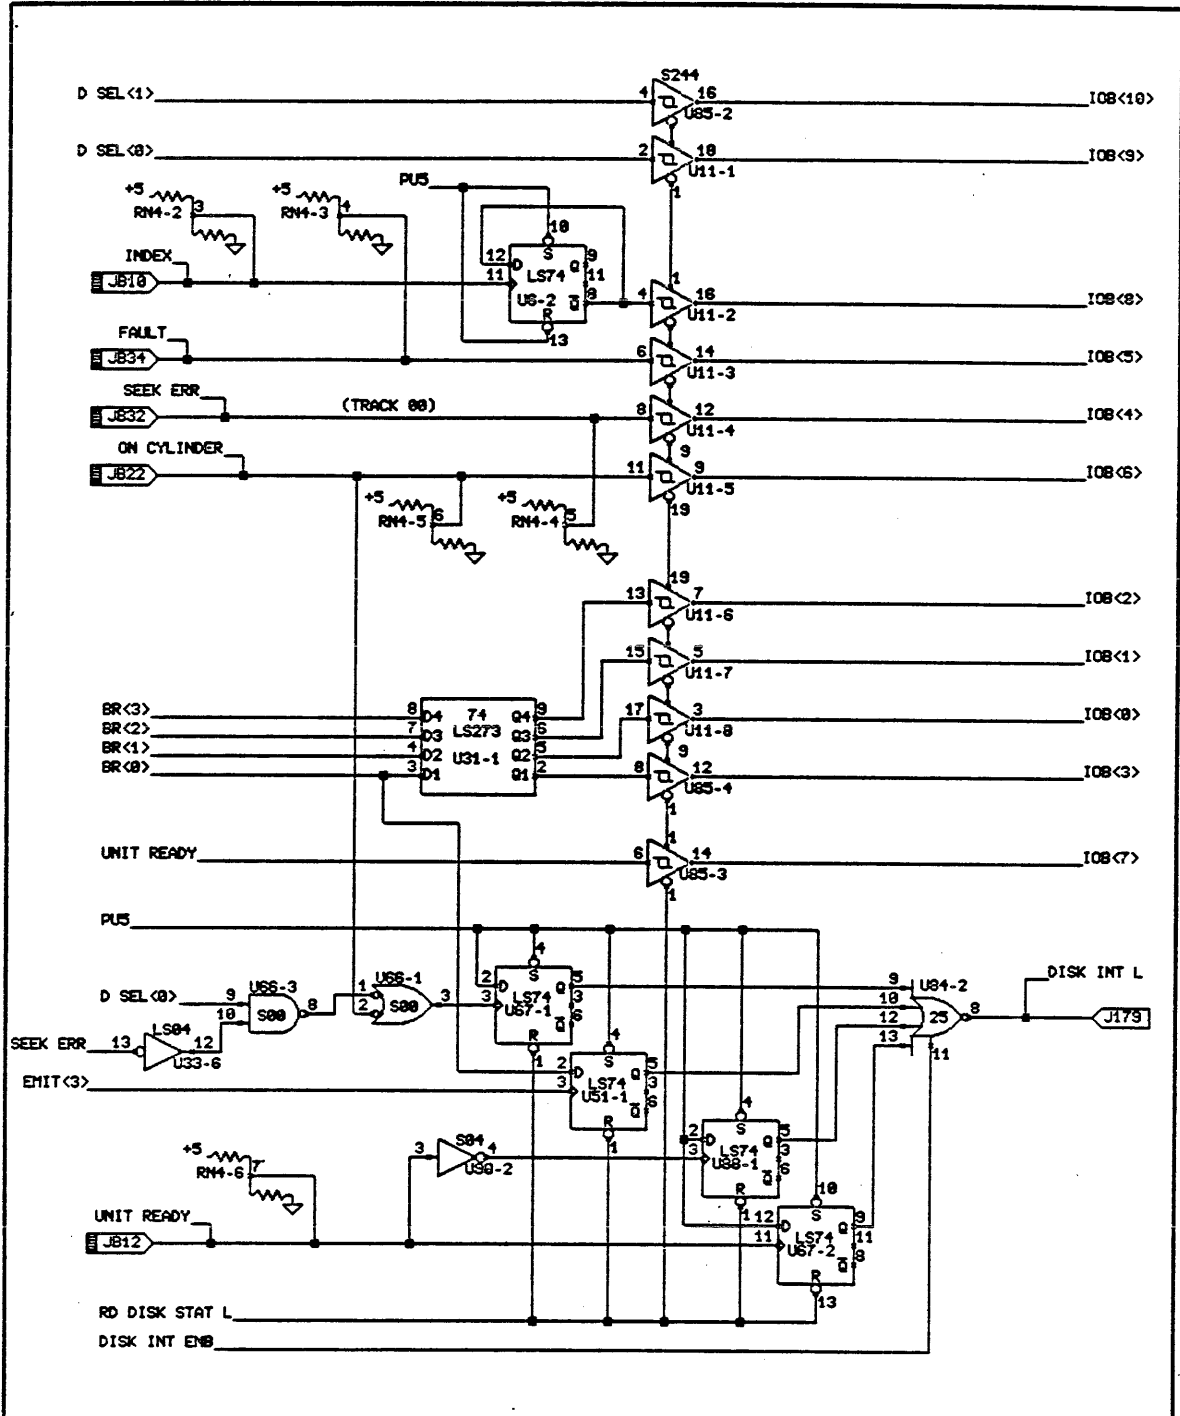 S244
D SEL<1> 4 16 IOB<10>
U85-2
D SEL<0> 2 18 IOB<9>
U11-1
1
PU5
+5 RN4-2 3
+5 RN4-3 4
10
S
INDEX
J810
12 D Q 9
11 LS74 11
U6-2 Q 8
R
13
1
4 16 IOB<8>
U11-2
FAULT
J834 6 14 IOB<5>
U11-3
SEEK ERR
J832 (TRACK 00) 8 12 IOB<4>
U11-4
ON CYLINDER 9
J822 11 9 IOB<6>
U11-5
+5 RN4-5 6
+5 RN4-4 5
19
19
13 7 IOB<2>
U11-6
15 5 IOB<1>
U11-7
17 3 IOB<0>
U11-8
9
8 12 IOB<3>
U85-4
1
BR<3> 8 D4 74 Q4 9
BR<2> 7 D3 LS273 Q3 6
BR<1> 4 D2 U31-1 Q2 5
BR<0> 3 D1 Q1 2
1
UNIT READY 6 14 IOB<7>
U85-3
1
PU5
4
S
2 D Q 5
3 LS74 3
U67-1 Q 6
R
1
D SEL<0> 9 U66-3 8
10 S00
1 U66-1 3
2 S00
SEEK ERR 13 LS04 12
U33-6
4
S
2 D Q 5
EMIT<3> 3 LS74 3
U51-1 Q 6
R
1
9 U84-2
10
12 25 8
13
11
DISK INT L
J179
4
S
2 D Q 5
3 LS74 3
U88-1 Q 6
R
1
3 S04 4
U90-2
+5 RN4-6 7
10
S
12 D Q 9
11 LS74 11
U67-2 Q 8
R
13
UNIT READY
J812
RD DISK STAT L
DISK INT ENB